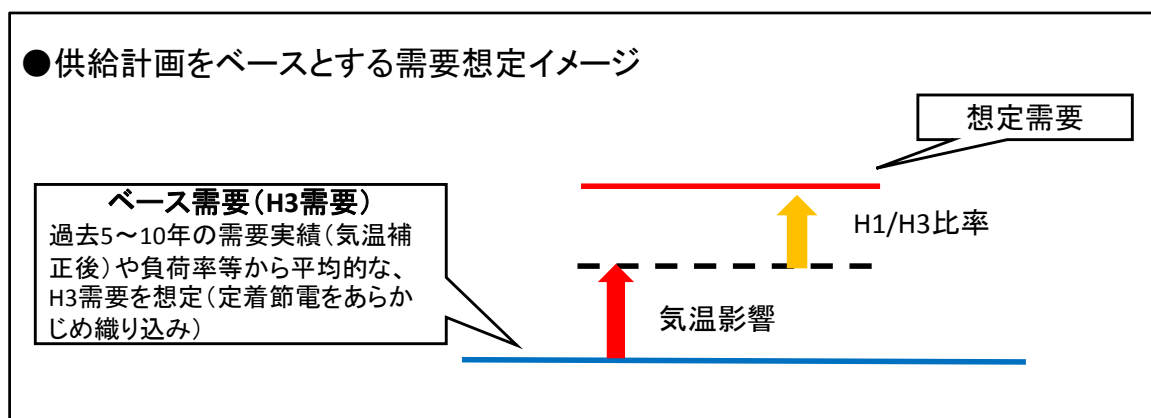 ●供給計画をベースとする需要想定イメージ
想定需要
ベース需要(H3需要)
過去5~10年の需要実績(気温補
正後)や負荷率等から平均的な、
H3需要を想定(定着節電をあらか
じめ織り込み)
H1/H3比率
気温影響